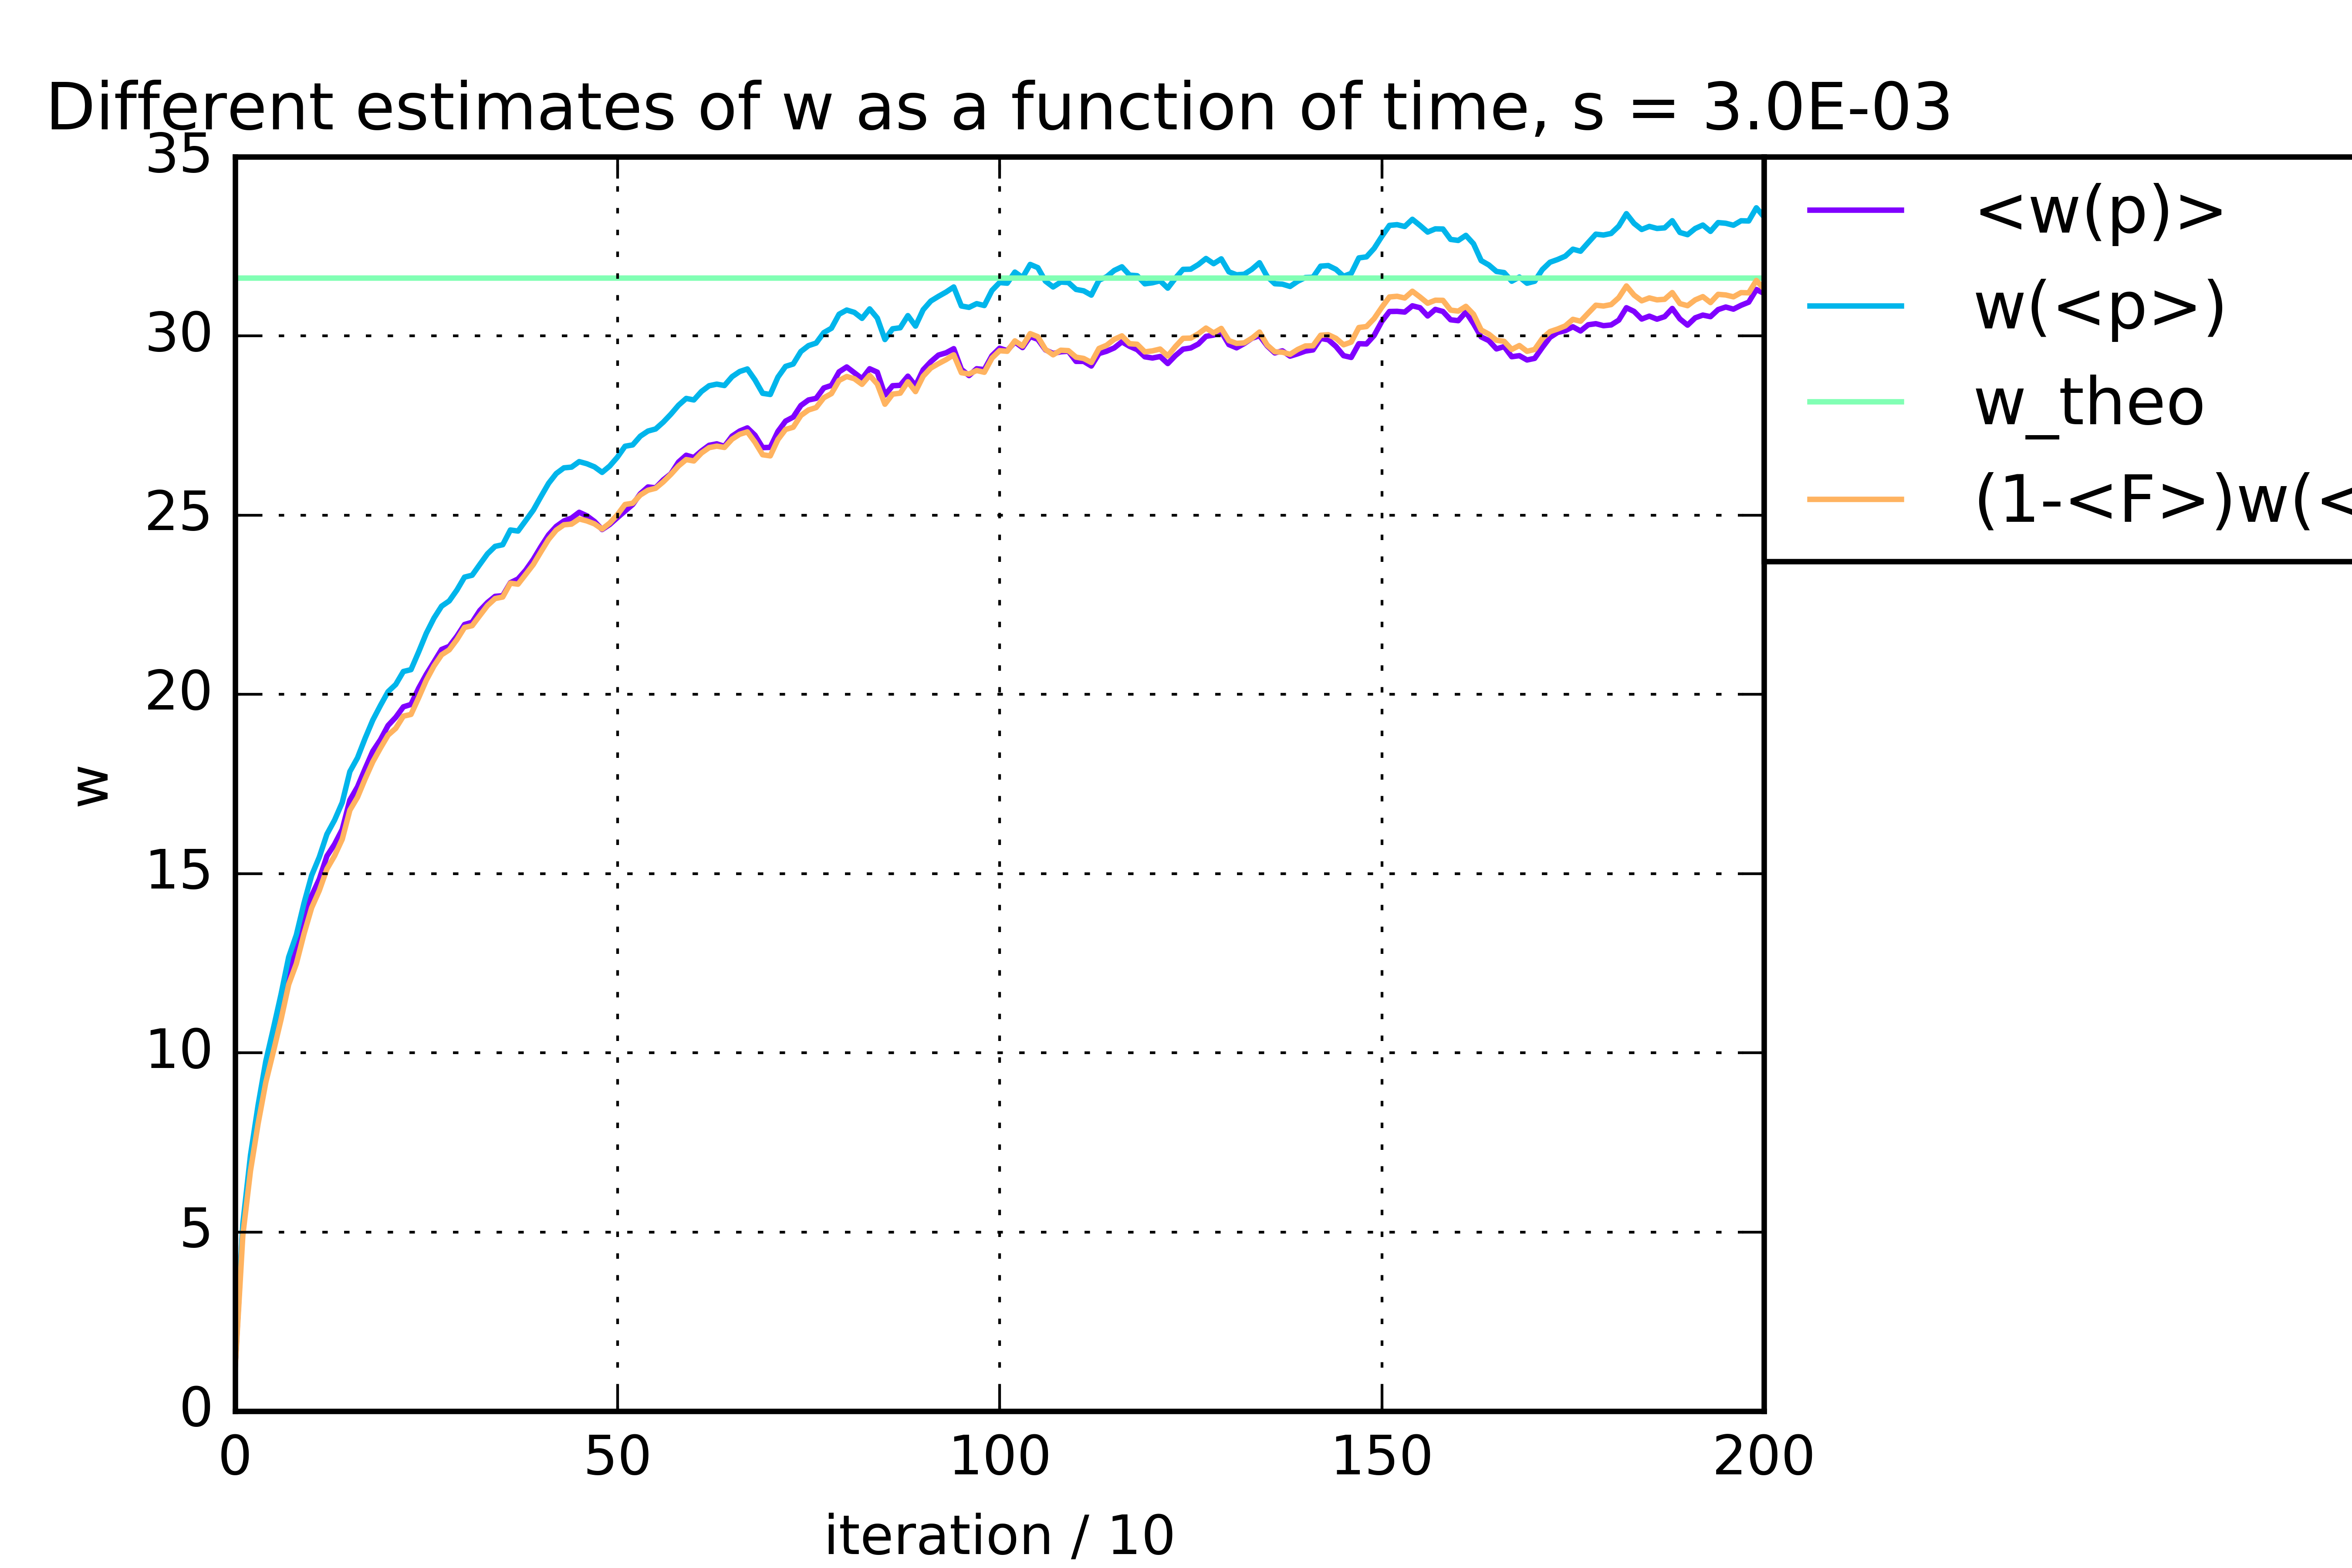 Different estimates of w as a function of time, s = 3.0E-03
35
30
25
20
15
10
5
0
w
0 50 100 150 200
iteration / 10
<w(p)>
w(<p>)
w_theo
(1-<F>)w(<